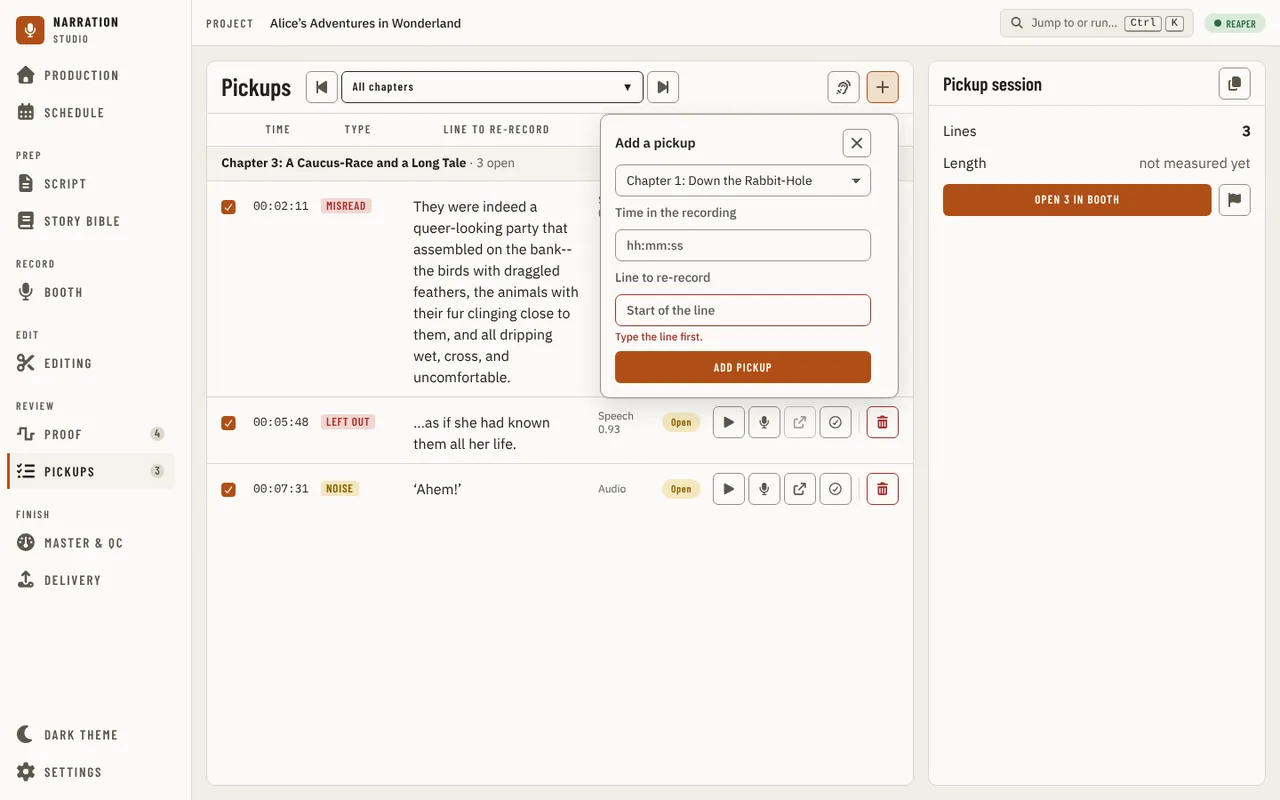 NARRATION
STUDIO
PRODUCTION
SCHEDULE
PREP
SCRIPT
STORY BIBLE
RECORD
BOOTH
EDIT
EDITING
REVIEW
PROOF 4
PICKUPS 3
FINISH
MASTER & QC
DELIVERY
DARK THEME
SETTINGS
PROJECT Alice's Adventures in Wonderland
Jump to or run... Ctrl K
REAPER
Pickups
All chapters
TIME TYPE LINE TO RE-RECORD
Chapter 3: A Caucus-Race and a Long Tale · 3 open
00:02:11 MISREAD
They were indeed a
queer-looking party that
assembled on the bank--
the birds with draggled
feathers, the animals with
their fur clinging close to
them, and all dripping
wet, cross, and
uncomfortable.
00:05:48 LEFT OUT
...as if she had known
them all her life.
Speech
0.93
Open
00:07:31 NOISE
‘Ahem!’
Audio
Open
Add a pickup
Chapter 1: Down the Rabbit-Hole
Time in the recording
hh:mm:ss
Line to re-record
Start of the line
Type the line first.
ADD PICKUP
Pickup session
Lines 3
Length not measured yet
OPEN 3 IN BOOTH